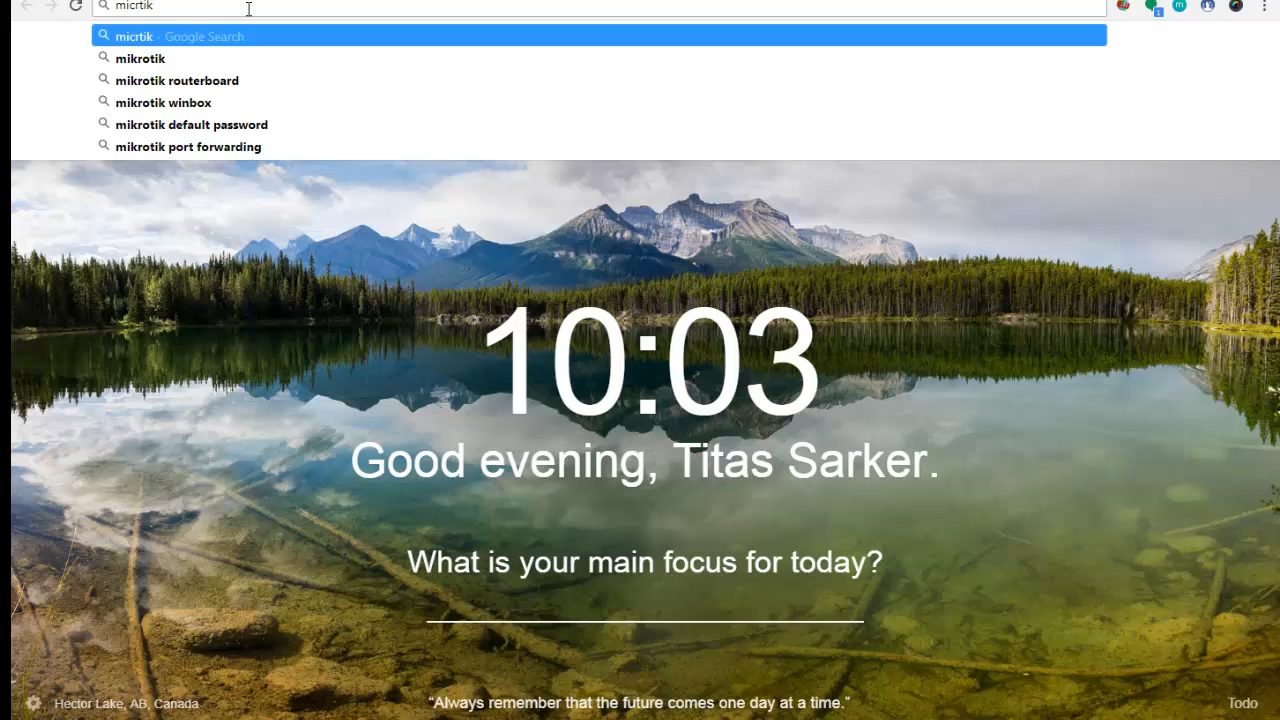 micrtik
micrtik - Google Search
mikrotik
mikrotik routerboard
mikrotik winbox
mikrotik default password
mikrotik port forwarding
10:03
Good evening, Titas Sarker.
What is your main focus for today?
Hector Lake, AB, Canada
“Always remember that the future comes one day at a time.”
Todo